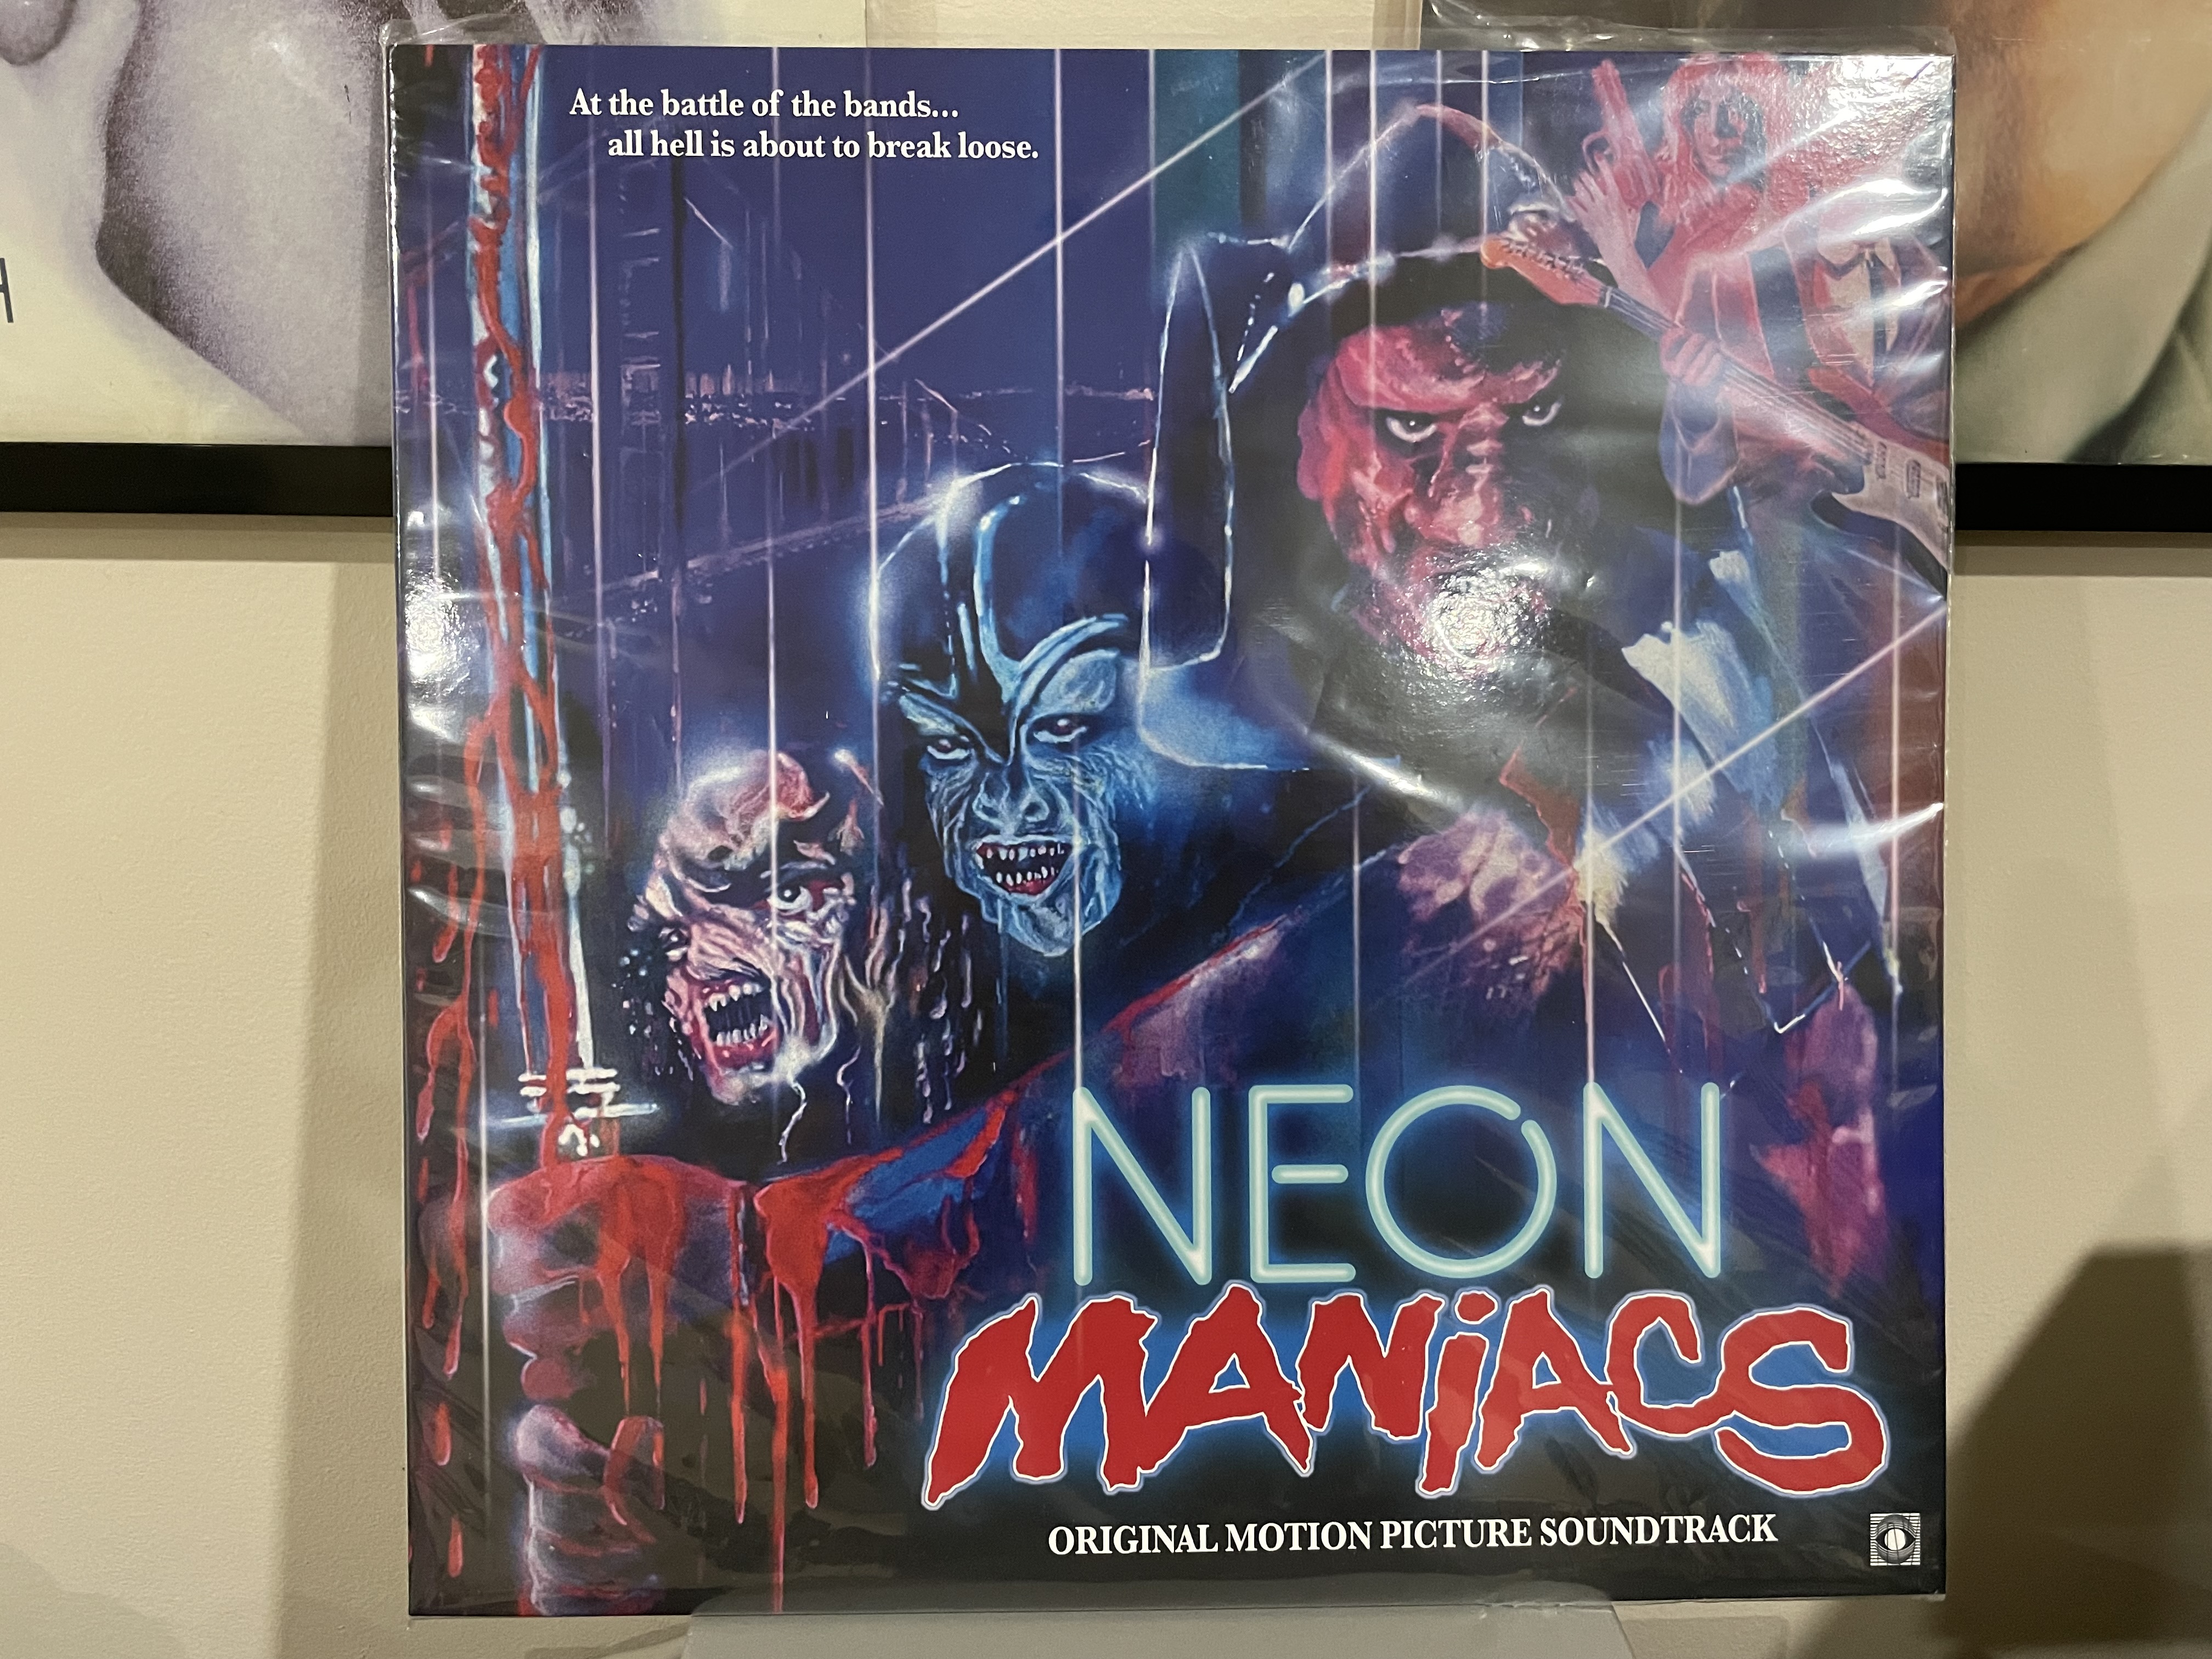 At the battle of the bands...
all hell is about to break loose.
NEON
MANiACS
ORIGINAL MOTION PICTURE SOUNDTRACK